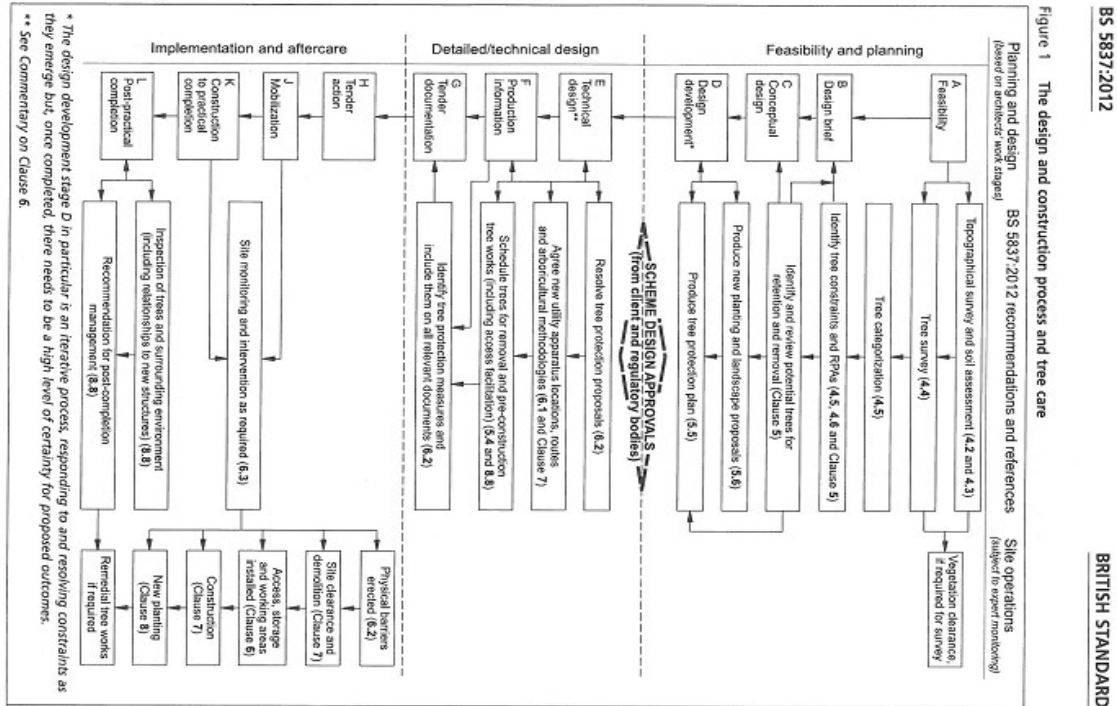 BS 5837:2012
BRITISH STANDARD
Figure 1 The design and construction process and tree care
Planning and design
(based on architects' work stages)
BS 5837:2012 recommendations and references
Site operations
(subject to expert monitoring)
Feasibility and planning
A
Feasibility
B
Design brief
C
Conceptual
design
D
Design
development*
Topographical survey and soil assessment (4.2 and 4.3)
Tree survey (4.4)
Tree categorization (4.5)
Identify tree constraints and RPAs (4.5, 4.6 and Clause 5)
Identify and review potential trees for
retention and removal (Clause 5)
Produce new planting and landscape proposals (5.6)
Produce tree protection plan (5.5)
Vegetation clearance,
if required for survey
SCHEME DESIGN APPROVALS
(from client and regulatory bodies)
Detailed/technical design
E
Technical
design**
F
Production
information
G
Tender
documentation
Resolve tree protection proposals (6.2)
Agree new utility apparatus locations, routes
and arboricultural methodologies (6.1 and Clause 7)
Schedule trees for removal and pre-construction
tree works (including access facilitation) (5.4 and 8.8)
Identify tree protection measures and
include them on all relevant documents (6.2)
Implementation and aftercare
H
Tender
action
J
Mobilization
K
Construction
to practical
completion
L
Post-practical
completion
Site monitoring and intervention as required (6.3)
Inspection of trees and surrounding environment
(including relationships to new structures) (8.8)
Recommendation for post-completion
management (8.8)
Physical barriers
erected (6.2)
Site clearance and
demolition (Clause 7)
Access, storage
and working areas
installed (Clause 6)
Construction
(Clause 7)
New planting
(Clause 8)
Remedial tree works
if required
* The design development stage D in particular is an iterative process, responding to and resolving constraints as
they emerge but, once completed, there needs to be a high level of certainty for proposed outcomes.
** See Commentary on Clause 6.